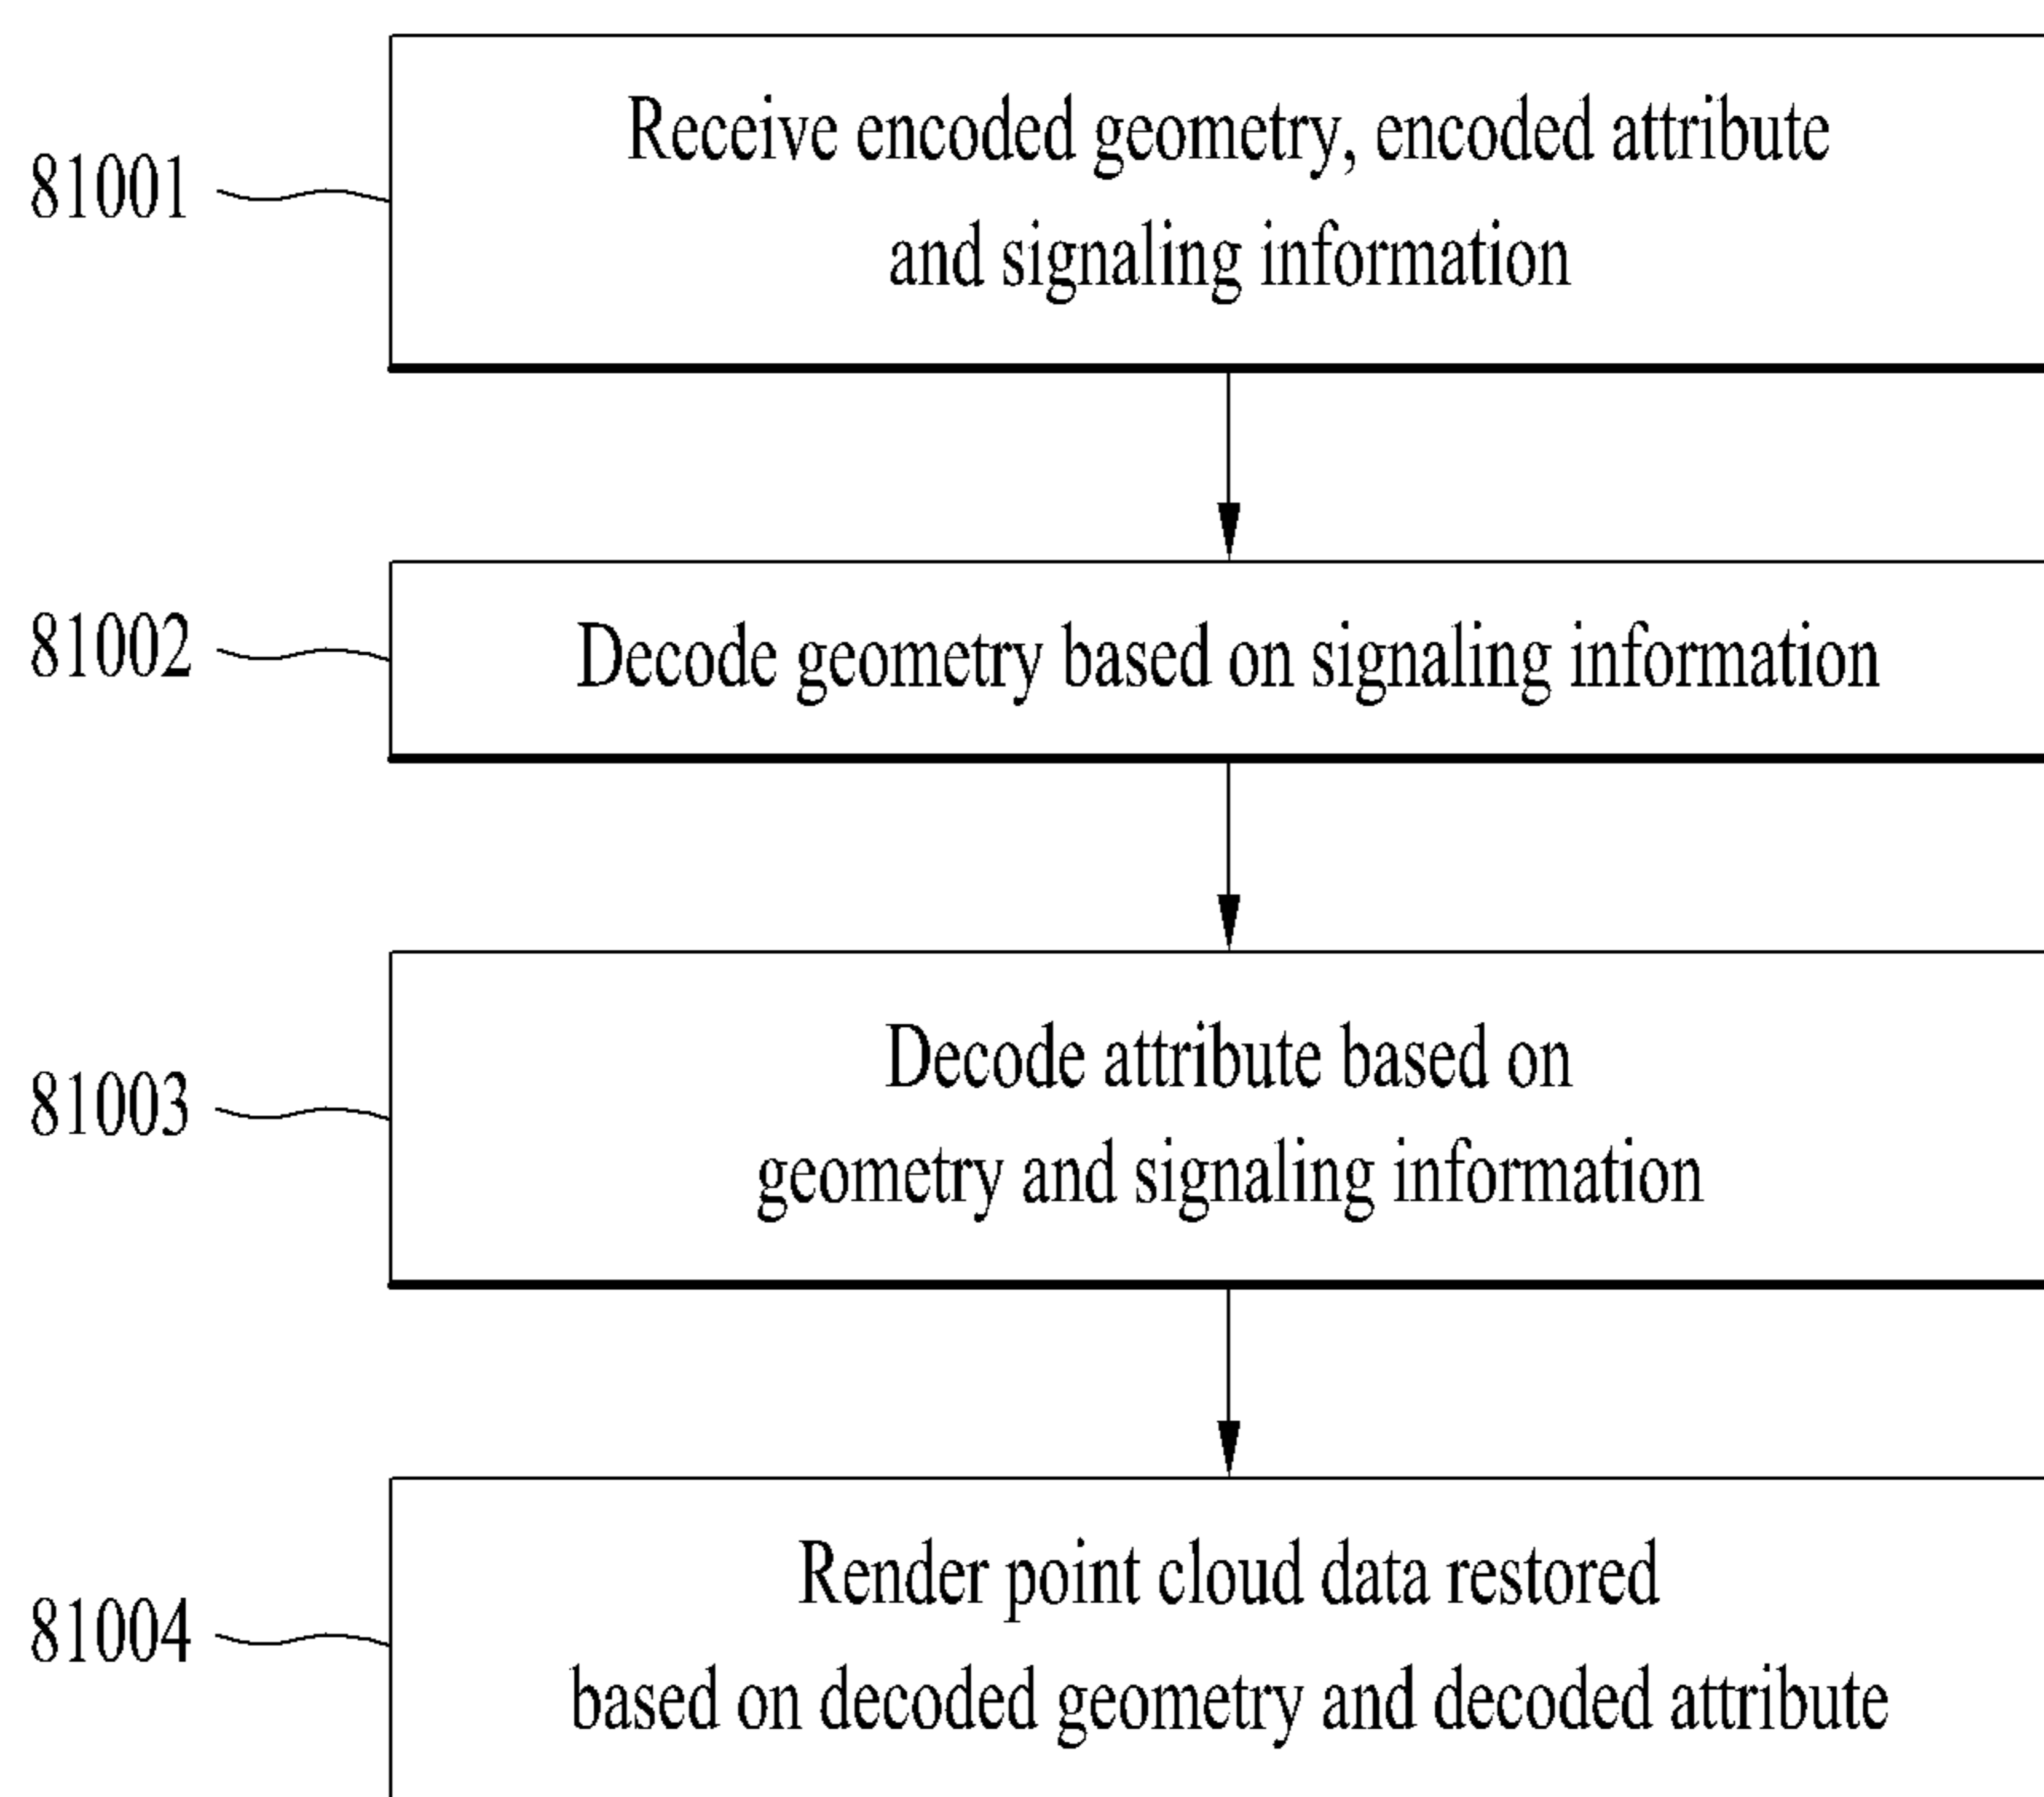 Receive encoded geometry, encoded attribute
81001
and signaling information
81002
Decode geometry based on signaling information
Decode attribute based on
81003
geometry and signaling information
Render point cloud data restored
81004
based on decoded geometry and decoded attribute